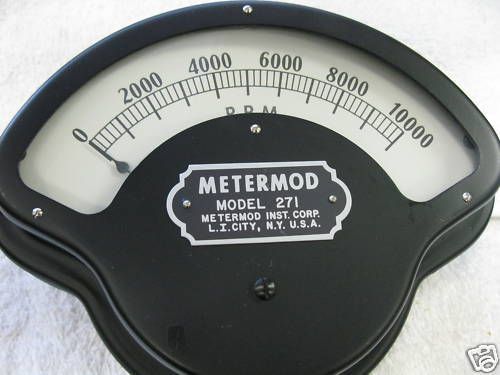 0 2000 4000 6000 8000 10000
R.P.M.
METERMOD
MODEL 271
METERMOD INST. CORP.
L.I.CITY, N.Y. U.S.A.